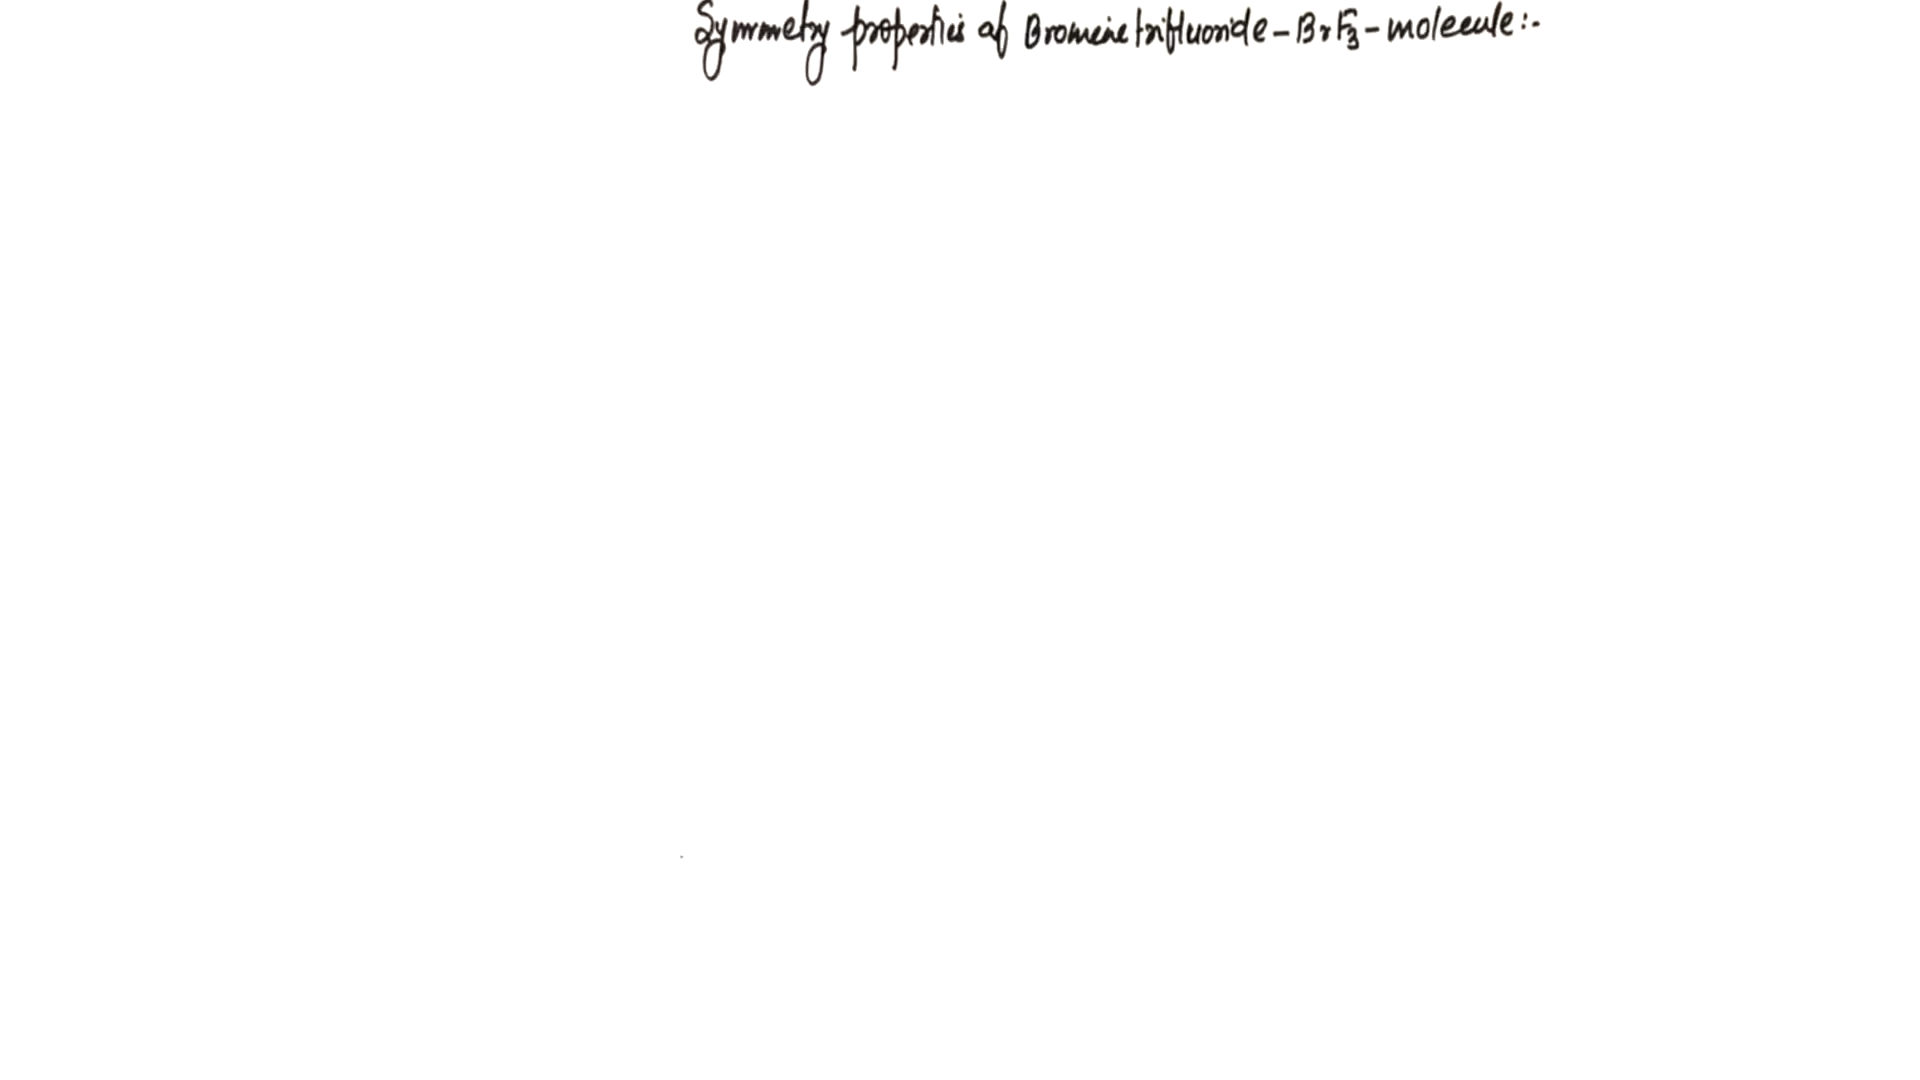 Symmetry properties of Bromine trifluoride - BrF₃ - molecule :-